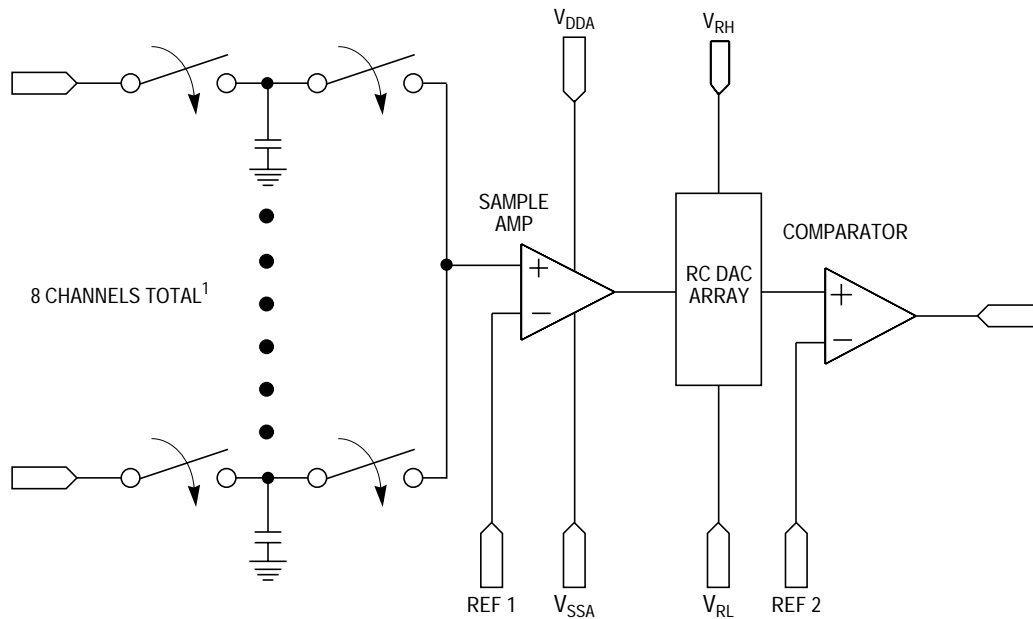 V_DDA
V_RH
SAMPLE
AMP
COMPARATOR
8 CHANNELS TOTAL¹
+
−
RC DAC
ARRAY
+
−
REF 1
V_SSA
V_RL
REF 2